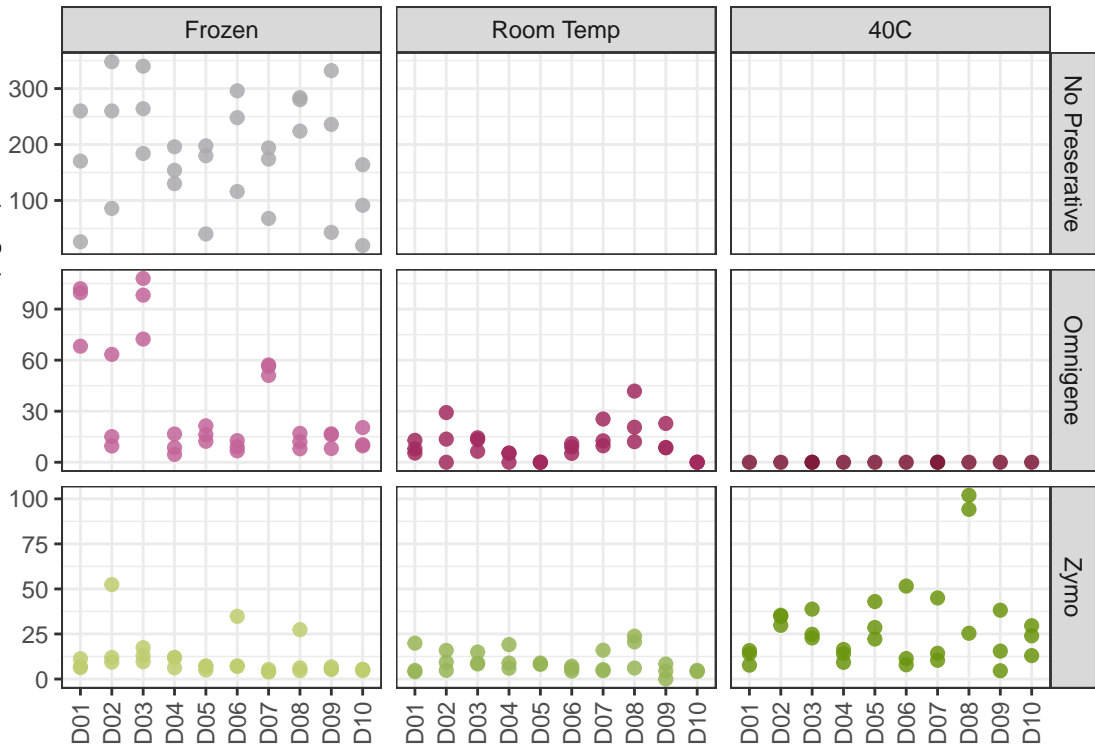 Frozen
Room Temp
40C
300
200
100
No Preserative
90
60
30
0
Omnigene
100
75
50
25
0
Zymo
D01 D02 D03 D04 D05 D06 D07 D08 D09 D10
D01 D02 D03 D04 D05 D06 D07 D08 D09 D10
D01 D02 D03 D04 D05 D06 D07 D08 D09 D10